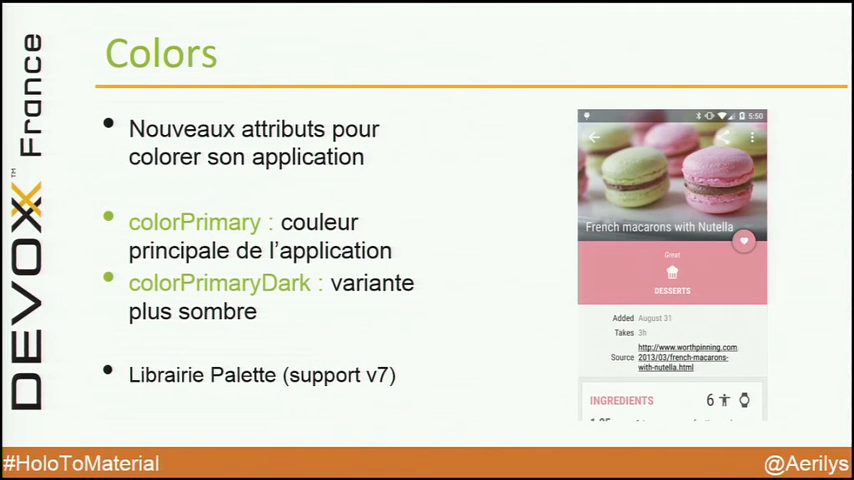 DEVOXX™ France
Colors
Nouveaux attributs pour
colorer son application
colorPrimary : couleur
principale de l'application
colorPrimaryDark : variante
plus sombre
Librairie Palette (support v7)
5:50
French macarons with Nutella
Great
DESSERTS
Added August 31
Takes 3h
http://www.worthpinning.com
Source 2013/03/french-macarons-
with-nutella.html
INGREDIENTS 6
#HoloToMaterial
@Aerilys